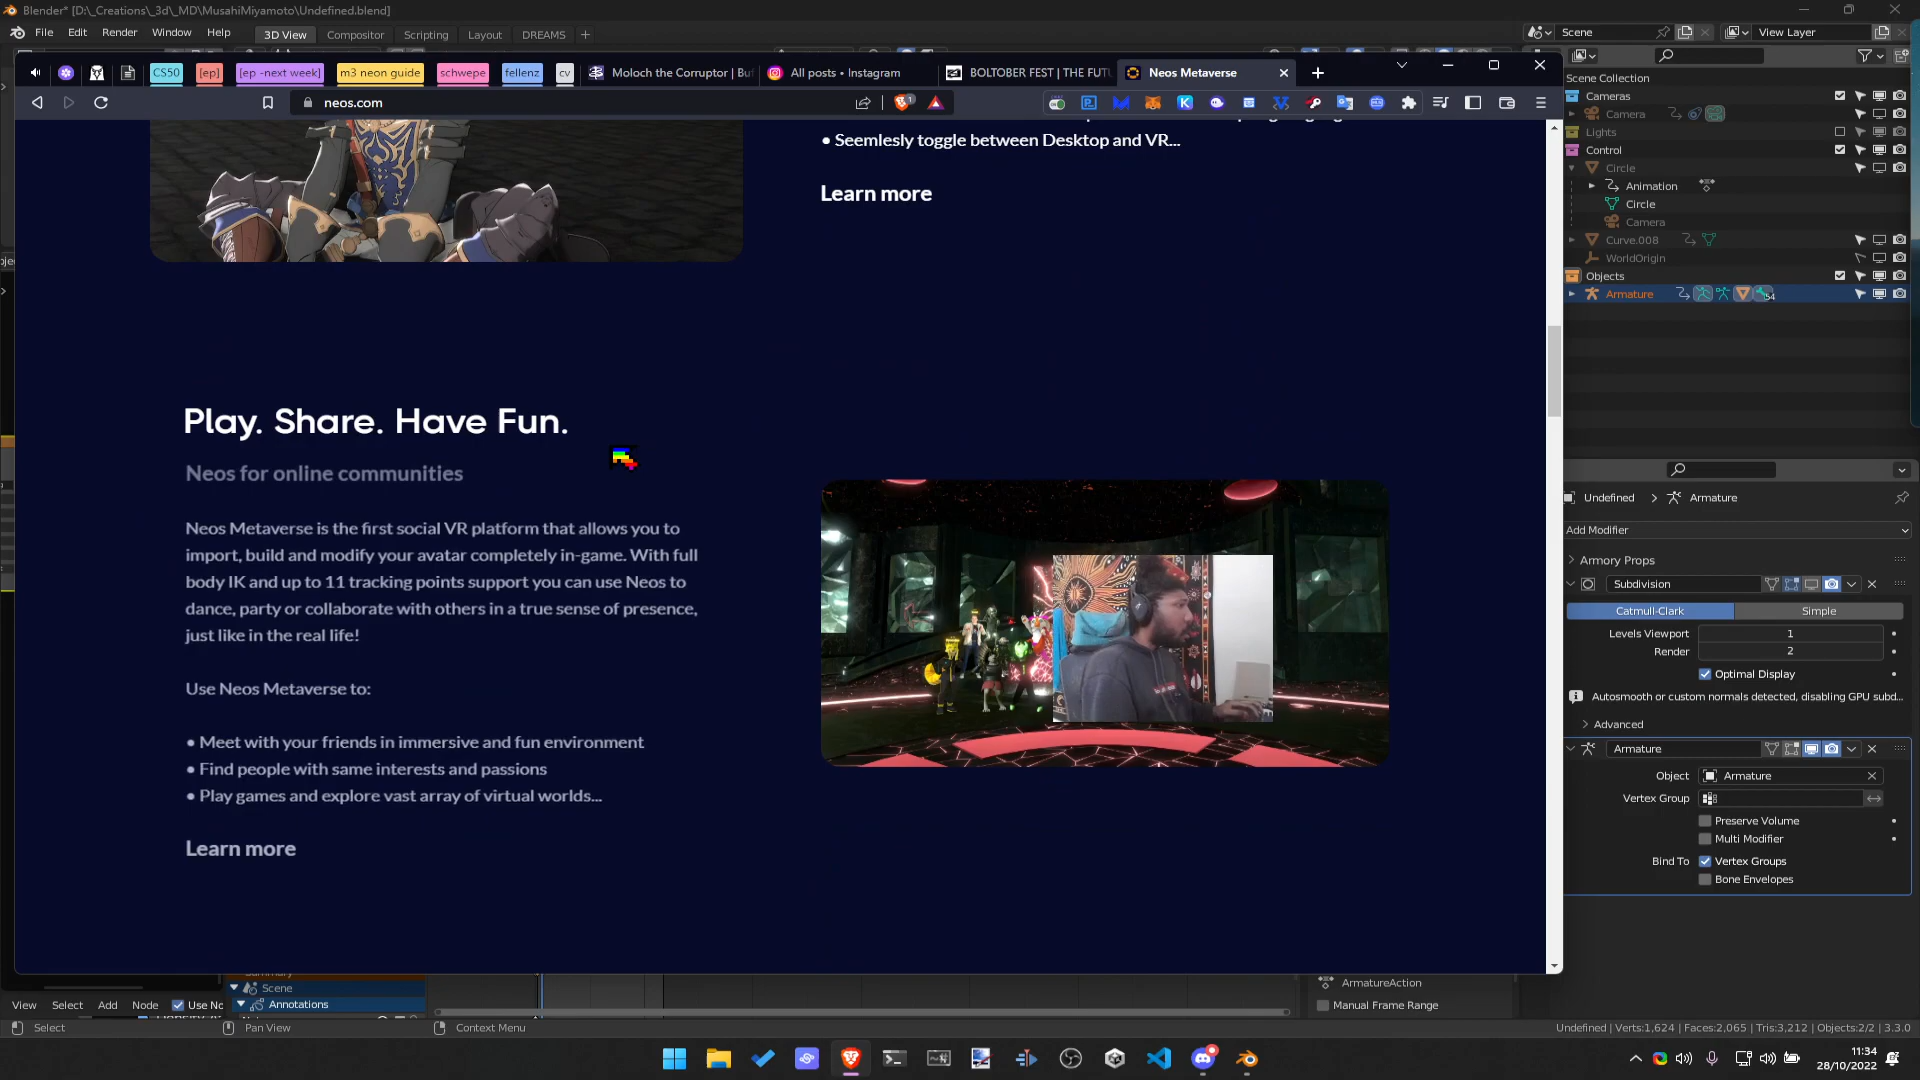 Blender* [D:\_Creations\_3d\_MD\MusahiMiyamoto\Undefined.blend]
File Edit Render Window Help 3D View Compositor Scripting Layout DREAMS + Scene View Layer
CS50 [ep] [ep -next week] m3 neon guide schwepe fellenz cv Moloch the Corruptor | Bu All posts • Instagram BOLTOBER FEST | THE FUT Neos Metaverse
neos.com
• Seemlesly toggle between Desktop and VR...
Learn more
Play. Share. Have Fun.
Neos for online communities
Neos Metaverse is the first social VR platform that allows you to
import, build and modify your avatar completely in-game. With full
body IK and up to 11 tracking points support you can use Neos to
dance, party or collaborate with others in a true sense of presence,
just like in the real life!
Use Neos Metaverse to:
• Meet with your friends in immersive and fun environment
• Find people with same interests and passions
• Play games and explore vast array of virtual worlds...
Learn more
Scene Collection
Cameras
Camera
Lights
Control
Circle
Animation
Circle
Camera
Curve.008
WorldOrigin
Objects
Armature 54
Undefined > Armature
Add Modifier
Armory Props
Subdivision
Catmull-Clark Simple
Levels Viewport 1
Render 2
Optimal Display
Autosmooth or custom normals detected, disabling GPU subd...
Advanced
Armature
Object Armature
Vertex Group
Preserve Volume
Multi Modifier
Bind To Vertex Groups
Bone Envelopes
Summary
Scene
Annotations
View Select Add Node Use No
ArmatureAction
Manual Frame Range
Select Pan View Context Menu
Undefined | Verts:1,624 | Faces:2,065 | Tris:3,212 | Objects:2/2 | 3.3.0
11:34
28/10/2022